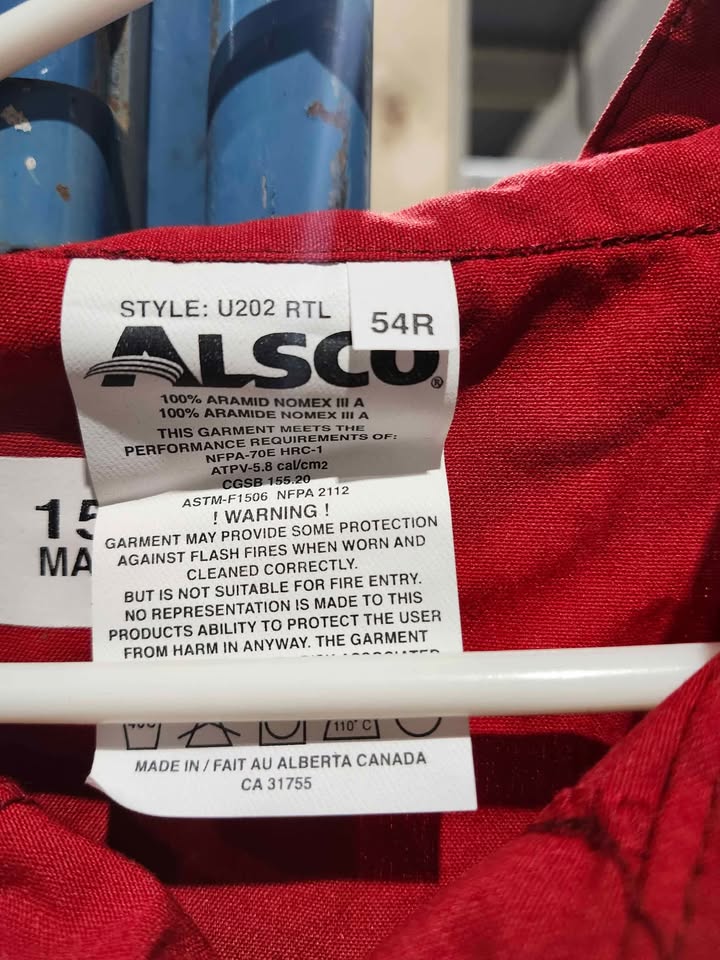 STYLE: U202 RTL
54R
ALSCO®
100% ARAMID NOMEX III A
100% ARAMIDE NOMEX III A
THIS GARMENT MEETS THE
PERFORMANCE REQUIREMENTS OF:
NFPA-70E HRC-1
ATPV-5.8 cal/cm2
CGSB 155.20
ASTM-F1506 NFPA 2112
! WARNING !
GARMENT MAY PROVIDE SOME PROTECTION
AGAINST FLASH FIRES WHEN WORN AND
CLEANED CORRECTLY.
BUT IS NOT SUITABLE FOR FIRE ENTRY.
NO REPRESENTATION IS MADE TO THIS
PRODUCTS ABILITY TO PROTECT THE USER
FROM HARM IN ANYWAY. THE GARMENT
ASSOCIATED
110°C
MADE IN / FAIT AU ALBERTA CANADA
CA 31755
15
MA